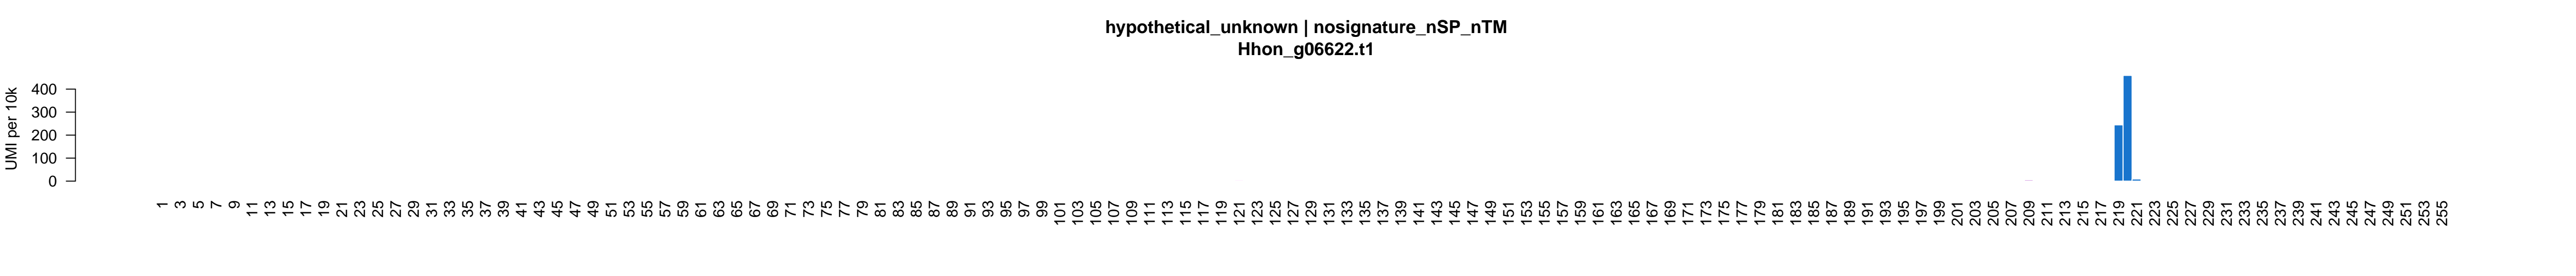 hypothetical_unknown | nosignature_nSP_nTM
Hhon_g06622.t1
UMI per 10k
400
300
200
100
0
1 3 5 7 9 11 13 15 17 19 21 23 25 27 29 31 33 35 37 39 41 43 45 47 49 51 53 55 57 59 61 63 65 67 69 71 73 75 77 79 81 83 85 87 89 91 93 95 97 99 101 103 105 107 109 111 113 115 117 119 121 123 125 127 129 131 133 135 137 139 141 143 145 147 149 151 153 155 157 159 161 163 165 167 169 171 173 175 177 179 181 183 185 187 189 191 193 195 197 199 201 203 205 207 209 211 213 215 217 219 221 223 225 227 229 231 233 235 237 239 241 243 245 247 249 251 253 255